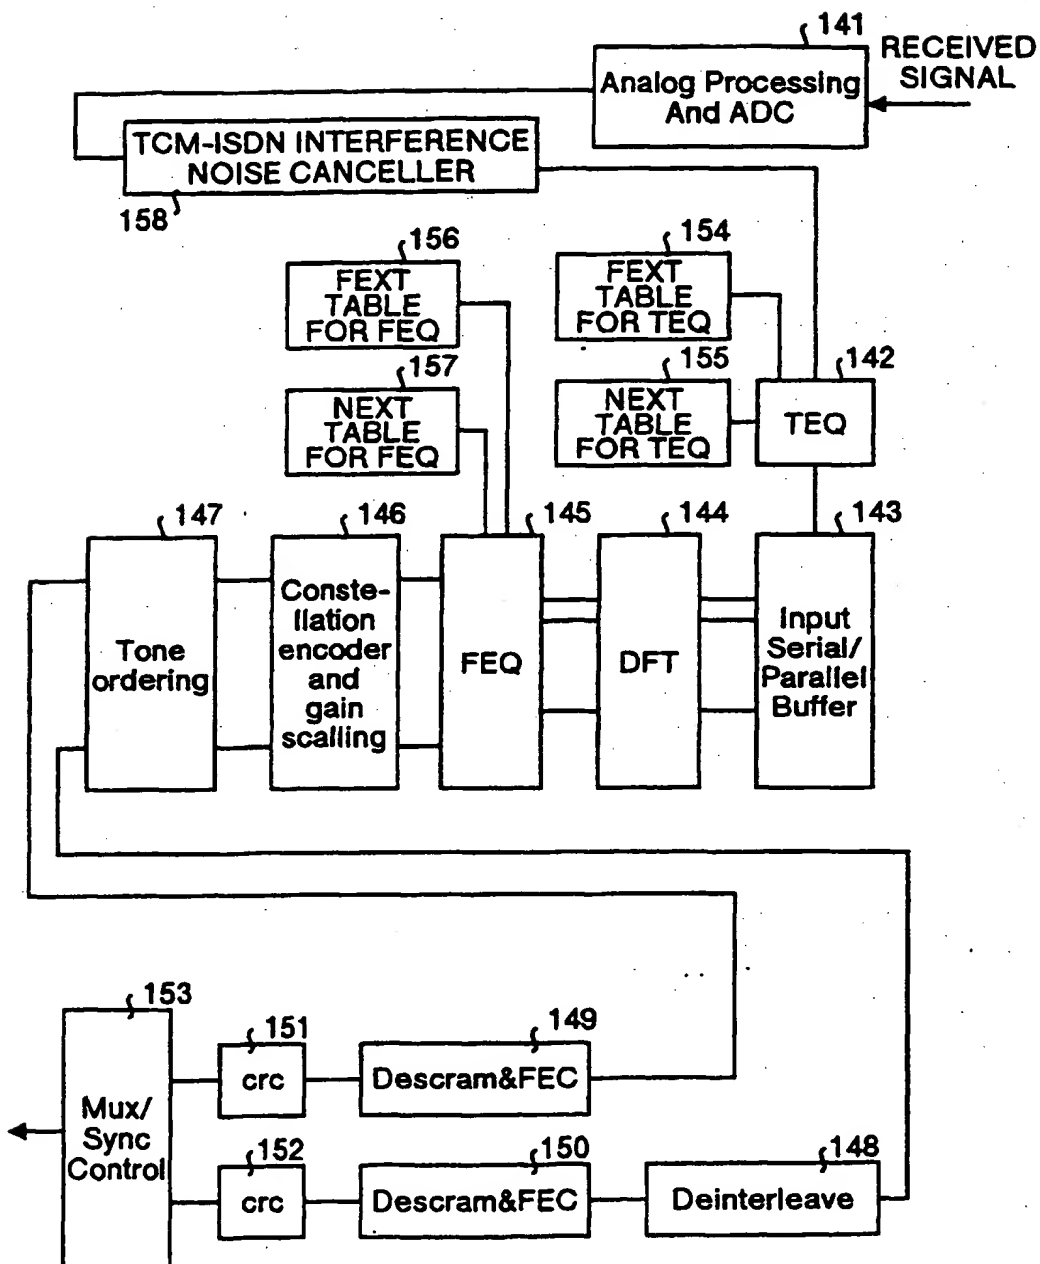 141
RECEIVED
SIGNAL
Analog Processing
And ADC
TCM-ISDN INTERFERENCE
NOISE CANCELLER
158
156
FEXT
TABLE
FOR FEQ
154
FEXT
TABLE
FOR TEQ
157
NEXT
TABLE
FOR FEQ
155
NEXT
TABLE
FOR TEQ
142
TEQ
147
Tone
ordering
146
Conste-
llation
encoder
and
gain
scalling
145
FEQ
144
DFT
143
Input
Serial/
Parallel
Buffer
153
Mux/
Sync
Control
151
crc
149
Descram&FEC
152
crc
150
Descram&FEC
148
Deinterleave